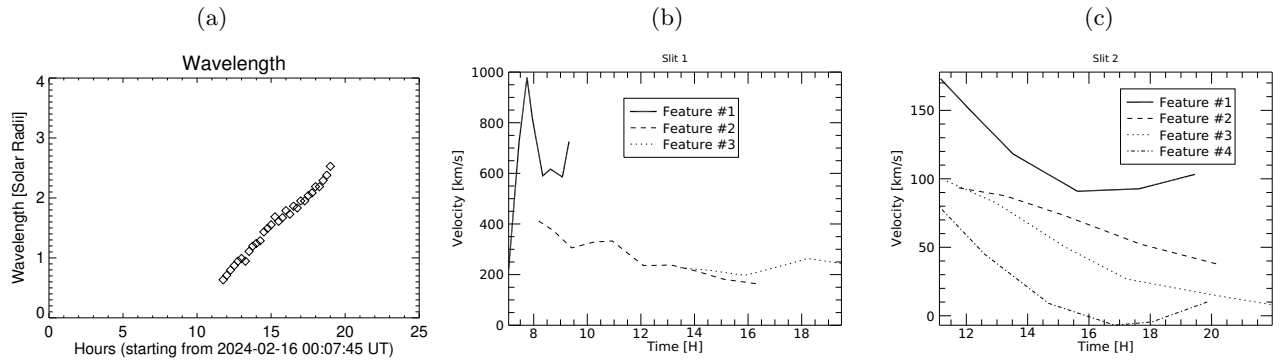 (a)
Wavelength
Wavelength [Solar Radii]
4
3
2
1
0
0 5 10 15 20 25
Hours (starting from 2024-02-16 00:07:45 UT)
(b)
Slit 1
Velocity [km/s]
1000
800
600
400
200
0
Feature #1
Feature #2
Feature #3
8 10 12 14 16 18
Time [H]
(c)
Slit 2
Velocity [km/s]
150
100
50
0
Feature #1
Feature #2
Feature #3
Feature #4
12 14 16 18 20
Time [H]